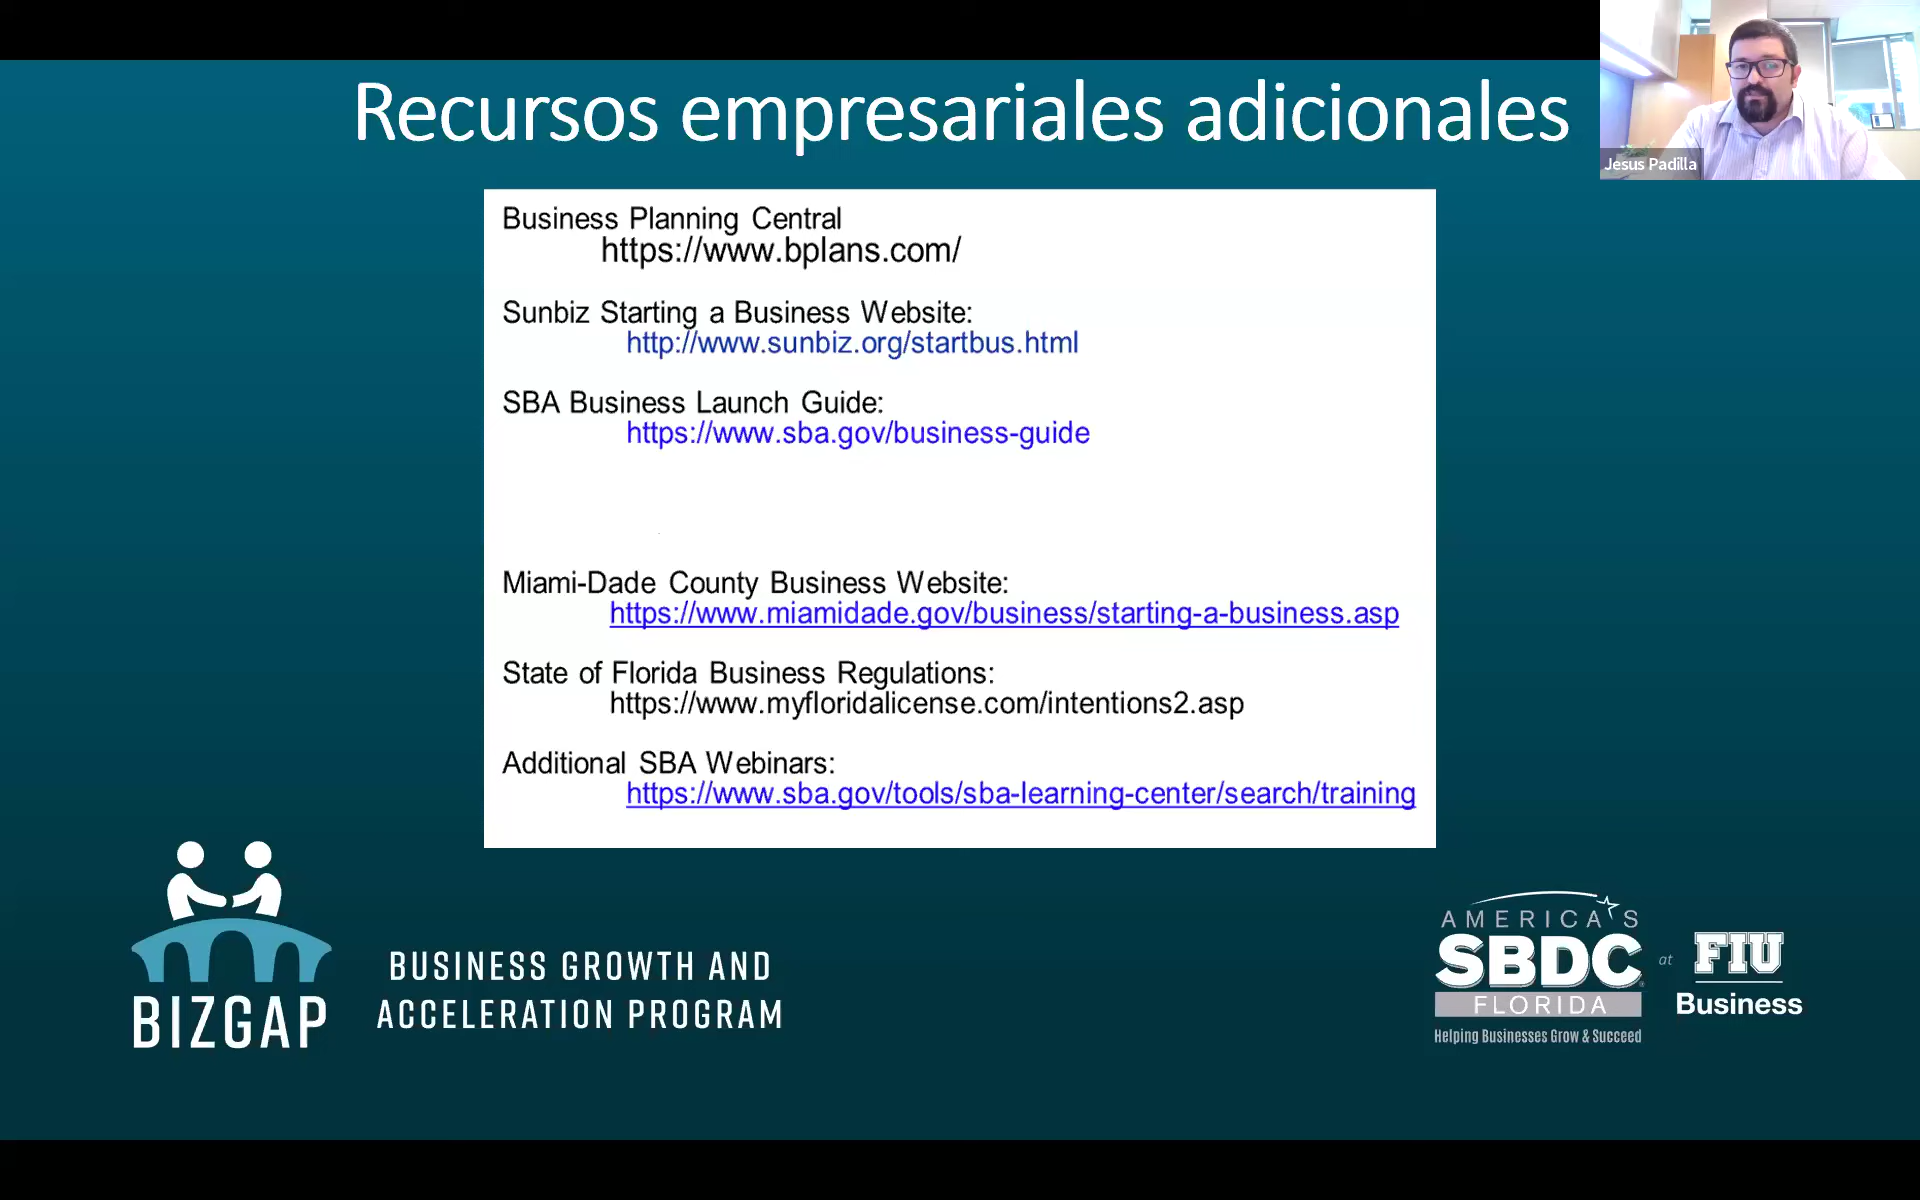 Recursos empresariales adicionales
Jesus Padilla
Business Planning Central
https://www.bplans.com/
Sunbiz Starting a Business Website:
http://www.sunbiz.org/startbus.html
SBA Business Launch Guide:
https://www.sba.gov/business-guide
Miami-Dade County Business Website:
https://www.miamidade.gov/business/starting-a-business.asp
State of Florida Business Regulations:
https://www.myfloridalicense.com/intentions2.asp
Additional SBA Webinars:
https://www.sba.gov/tools/sba-learning-center/search/training
BIZGAP
BUSINESS GROWTH AND
ACCELERATION PROGRAM
AMERICA'S
SBDC
FLORIDA
Helping Businesses Grow & Succeed
at
FIU
Business